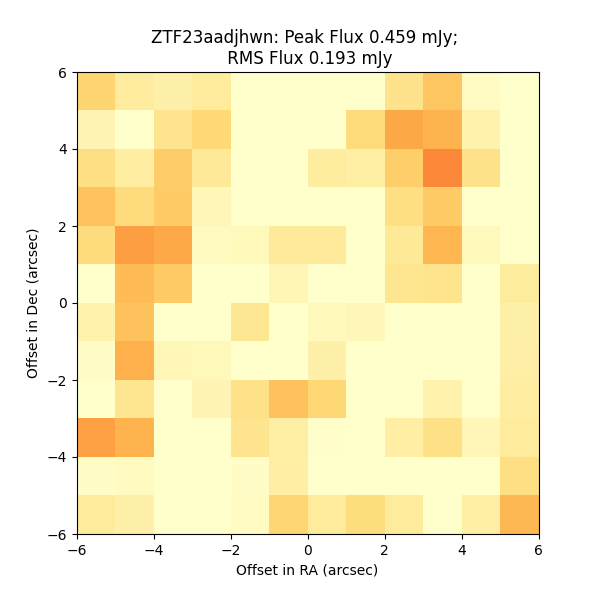 ZTF23aadjhwn: Peak Flux 0.459 mJy;
RMS Flux 0.193 mJy
6
4
2
0
−2
−4
−6
Offset in Dec (arcsec)
−6 −4 −2 0 2 4 6
Offset in RA (arcsec)